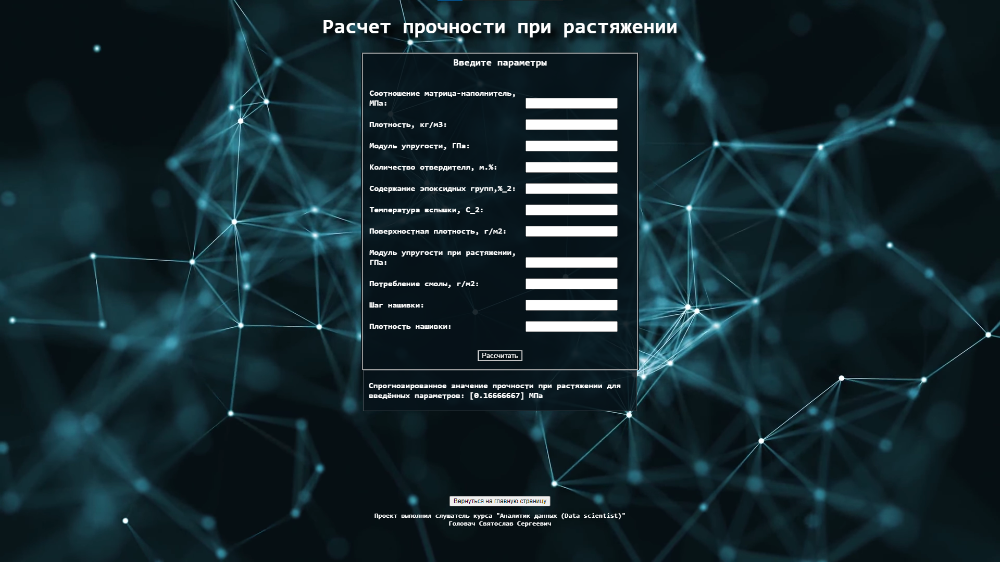 Расчет прочности при растяжении
Введите параметры
Соотношение матрица-наполнитель,
МПа:
Плотность, кг/м3:
Модуль упругости, ГПа:
Количество отвердителя, м.%:
Содержание эпоксидных групп,%_2:
Температура вспышки, С_2:
Поверхностная плотность, г/м2:
Модуль упругости при растяжении,
ГПа:
Потребление смолы, г/м2:
Шаг нашивки:
Плотность нашивки:
Рассчитать
Спрогнозированное значение прочности при растяжении для
введённых параметров: [0.16666667] МПа
Вернуться на главную страницу
Проект выполнил слушатель курса "Аналитик данных (Data scientist)"
Головач Святослав Сергеевич